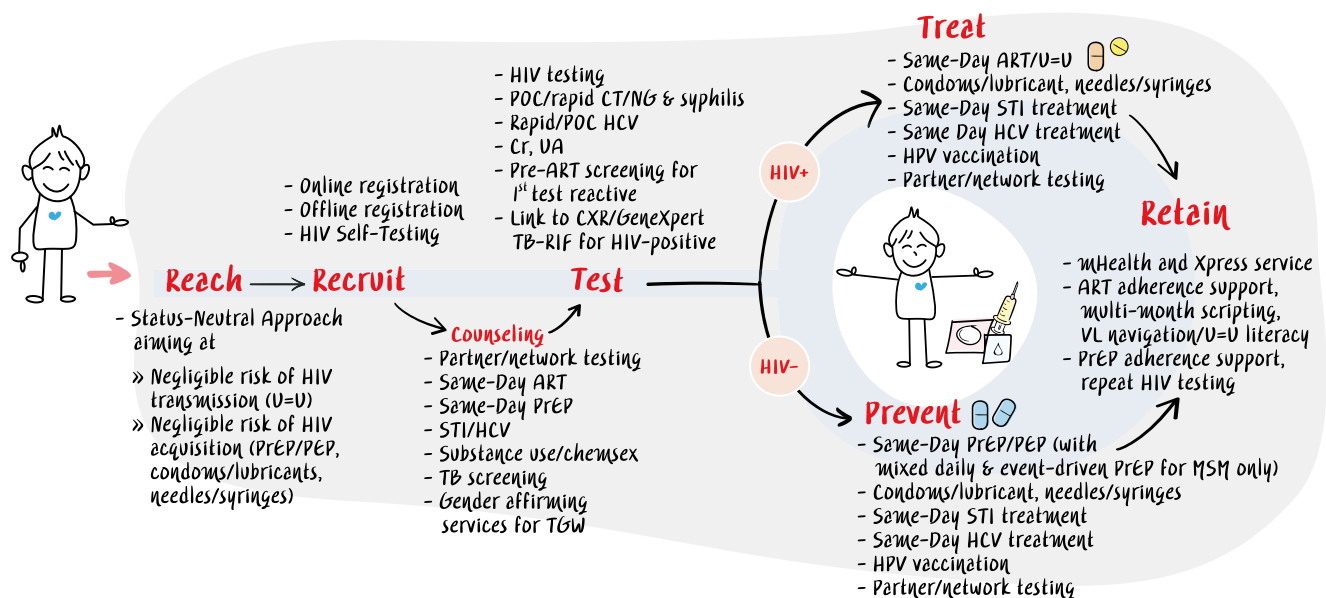 Reach
- Status-Neutral Approach
aiming at
» Negligible risk of HIV
transmission (U=U)
» Negligible risk of HIV
acquisition (PrEP/PEP,
condoms/lubricants,
needles/syringes)
- Online registration
- Offline registration
- HIV Self-Testing
Recruit
Counseling
- Partner/network testing
- Same-Day ART
- Same-Day PrEP
- STI/HCV
- Substance use/chemsex
- TB screening
- Gender affirming
services for TGW
- HIV testing
- POC/rapid CT/NG & syphilis
- Rapid/POC HCV
- Cr, UA
- Pre-ART screening for
1st test reactive
- Link to CXR/GeneXpert
TB-RIF for HIV-positive
Test
HIV+
Treat
- Same-Day ART/U=U
- Condoms/lubricant, needles/syringes
- Same-Day STI treatment
- Same Day HCV treatment
- HPV vaccination
- Partner/network testing
HIV-
Prevent
- Same-Day PrEP/PEP (with
mixed daily & event-driven PrEP for MSM only)
- Condoms/lubricant, needles/syringes
- Same-Day STI treatment
- Same-Day HCV treatment
- HPV vaccination
- Partner/network testing
Retain
- mHealth and Xpress service
- ART adherence support,
multi-month scripting,
VL navigation/U=U literacy
- PrEP adherence support,
repeat HIV testing